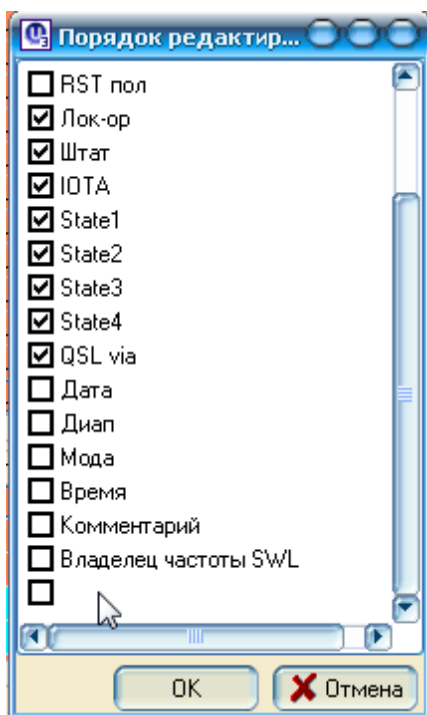 Порядок редактир...
RST пол
Лок-ор
Штат
IOTA
State1
State2
State3
State4
QSL via
Дата
Диап
Мода
Время
Комментарий
Владелец частоты SWL
OK
Отмена